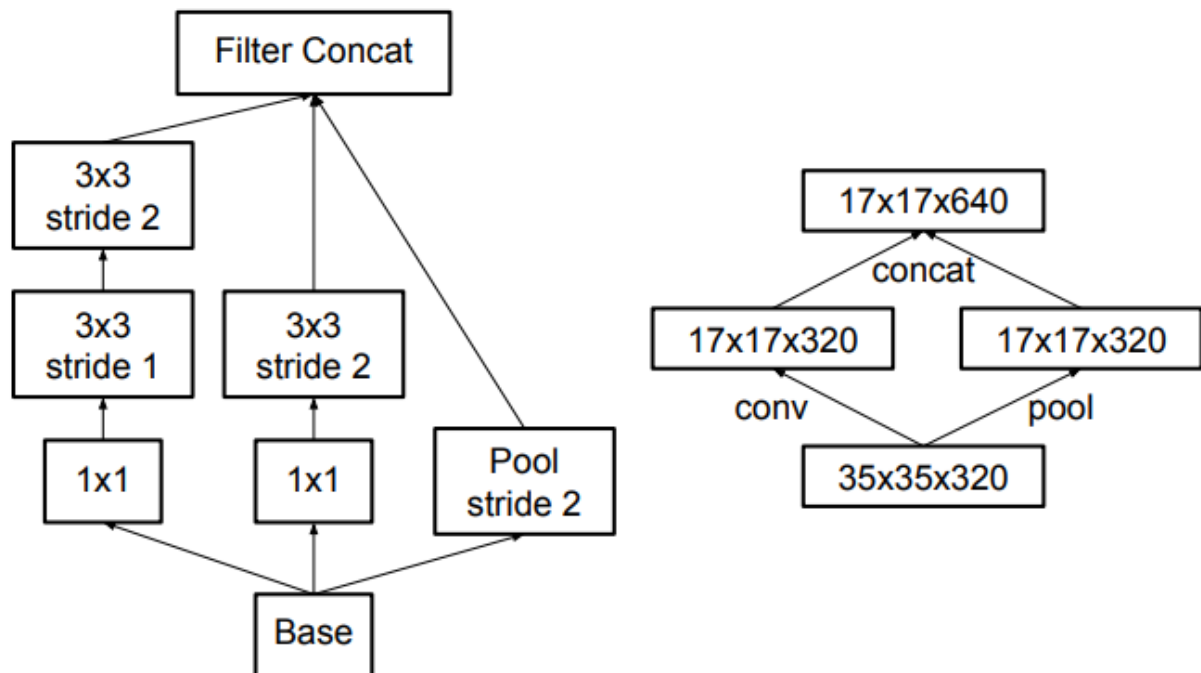 Filter Concat
3x3
stride 2
3x3
stride 1
3x3
stride 2
1x1
1x1
Pool
stride 2
Base
17x17x640
concat
17x17x320
17x17x320
conv
pool
35x35x320